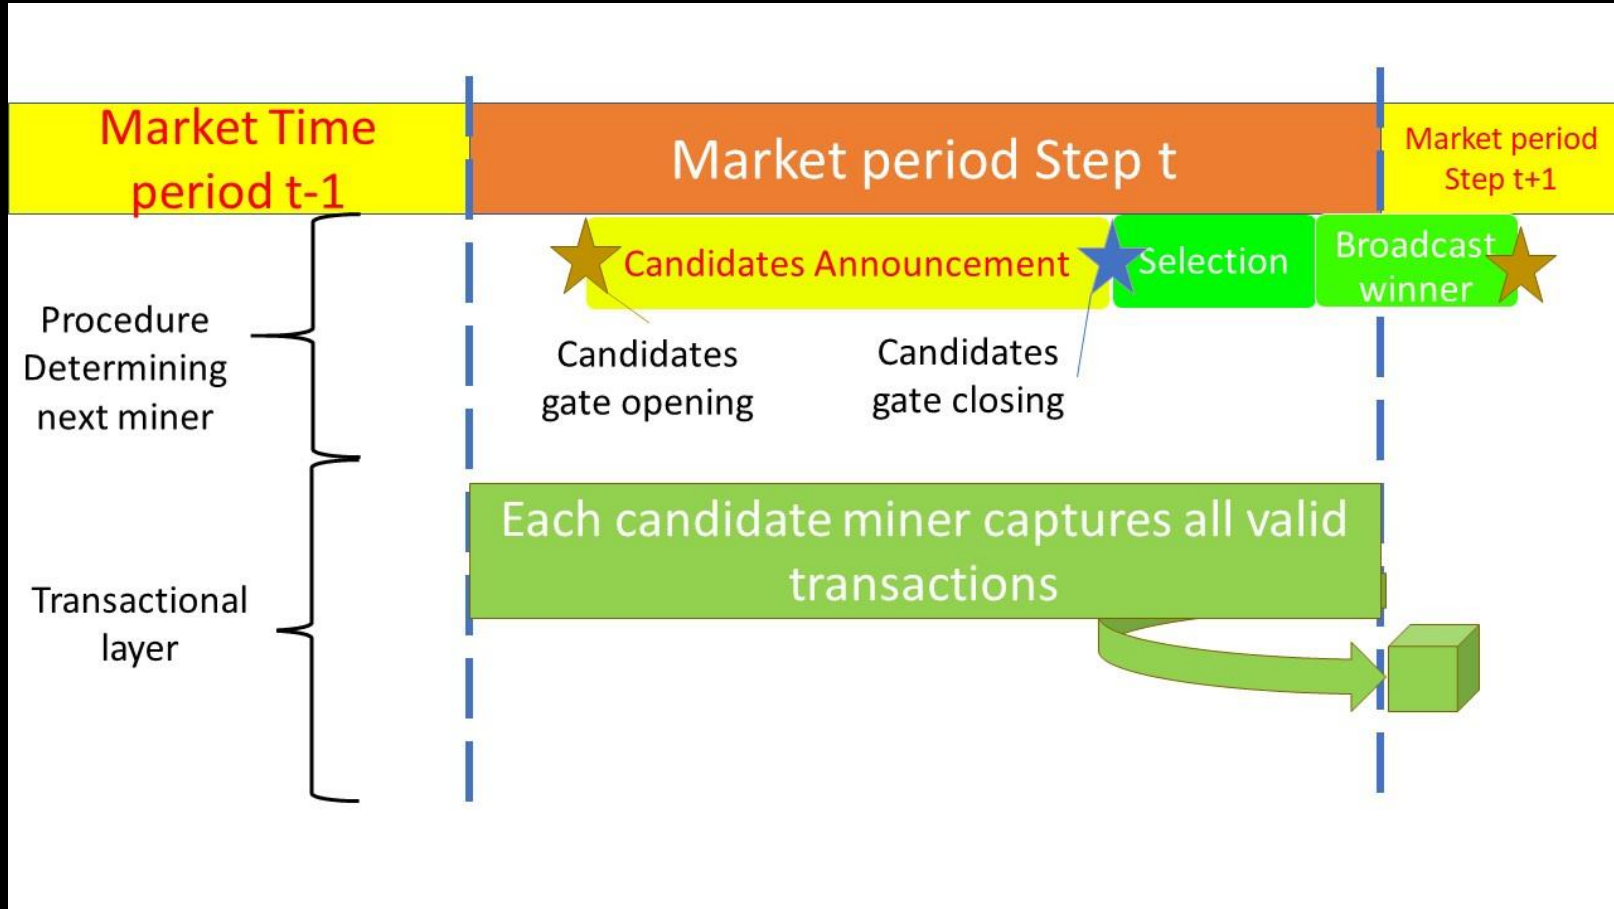 Market Time
period t-1
Market period Step t
Market period
Step t+1
Candidates Announcement
Selection
Broadcast
winner
Procedure
Determining
next miner
Candidates
gate opening
Candidates
gate closing
Each candidate miner captures all valid
transactions
Transactional
layer